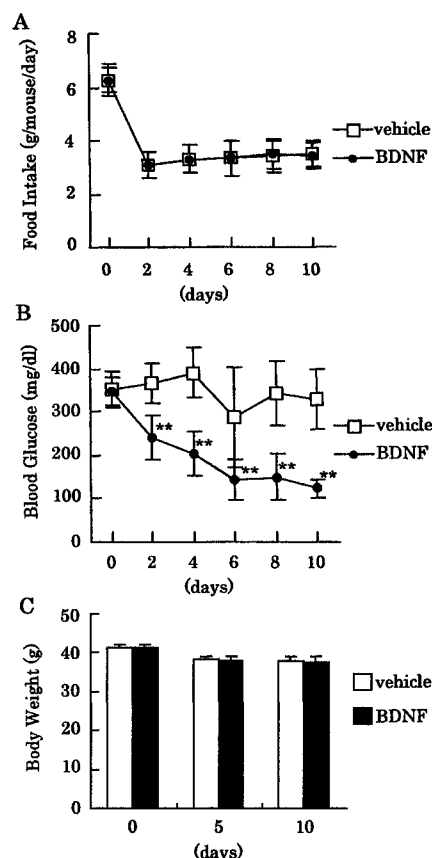 A
Food Intake (g/mouse/day)
8
6
4
2
0
0 2 4 6 8 10
(days)
vehicle
BDNF
B
Blood Glucose (mg/dl)
500
400
300
200
100
0
** ** ** ** **
0 2 4 6 8 10
(days)
vehicle
BDNF
C
Body Weight (g)
50
40
30
20
10
0
0 5 10
(days)
vehicle
BDNF